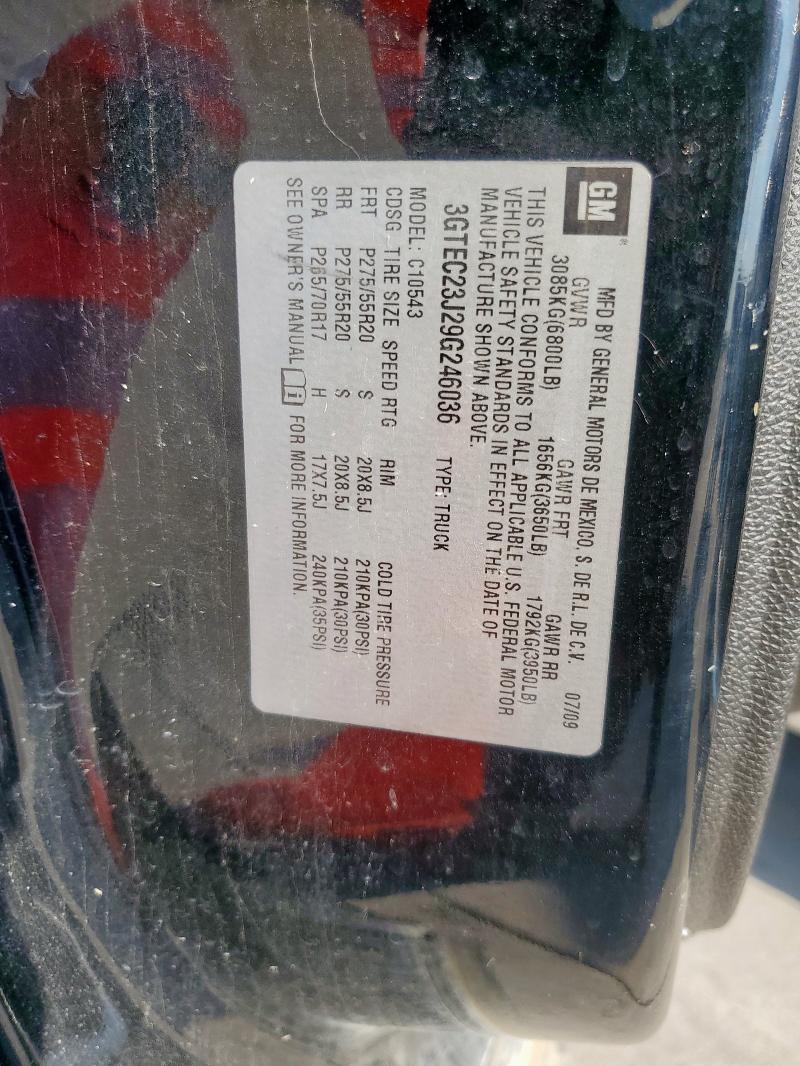 GM®
MFD BY GENERAL MOTORS DE MEXICO, S. DE R.L. DE C.V. 07/09
GVWR GAWR FRT GAWR RR
3085KG(6800LB) 1656KG(3650LB) 1792KG(3950LB)
THIS VEHICLE CONFORMS TO ALL APPLICABLE U.S. FEDERAL MOTOR
VEHICLE SAFETY STANDARDS IN EFFECT ON THE DATE OF
MANUFACTURE SHOWN ABOVE.
3GTEC23J29G246036 TYPE: TRUCK
MODEL: C10543
CDSG TIRE SIZE SPEED RTG RIM COLD TIRE PRESSURE
FRT P275/55R20 S 20X8.5J 210KPA(30PSI)
RR P275/55R20 S 20X8.5J 210KPA(30PSI)
SPA P265/70R17 H 17X7.5J 240KPA(35PSI)
SEE OWNER'S MANUAL i FOR MORE INFORMATION.